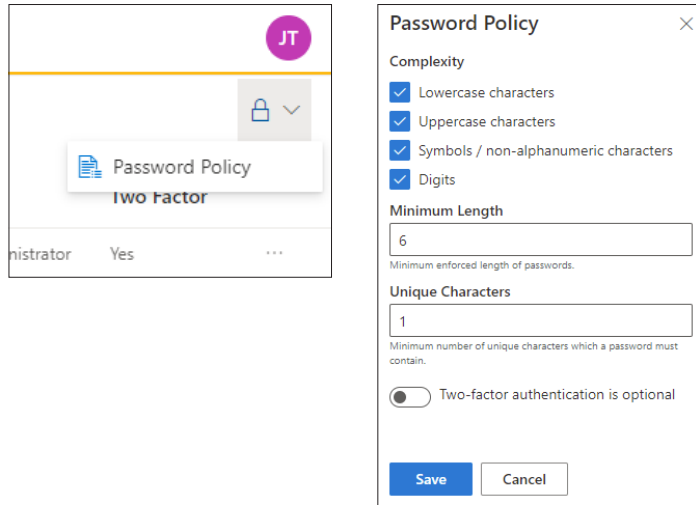 JT
Password Policy
Two Factor
nistrator Yes ...
Password Policy
Complexity
Lowercase characters
Uppercase characters
Symbols / non-alphanumeric characters
Digits
Minimum Length
6
Minimum enforced length of passwords.
Unique Characters
1
Minimum number of unique characters which a password must
contain.
Two-factor authentication is optional
Save Cancel